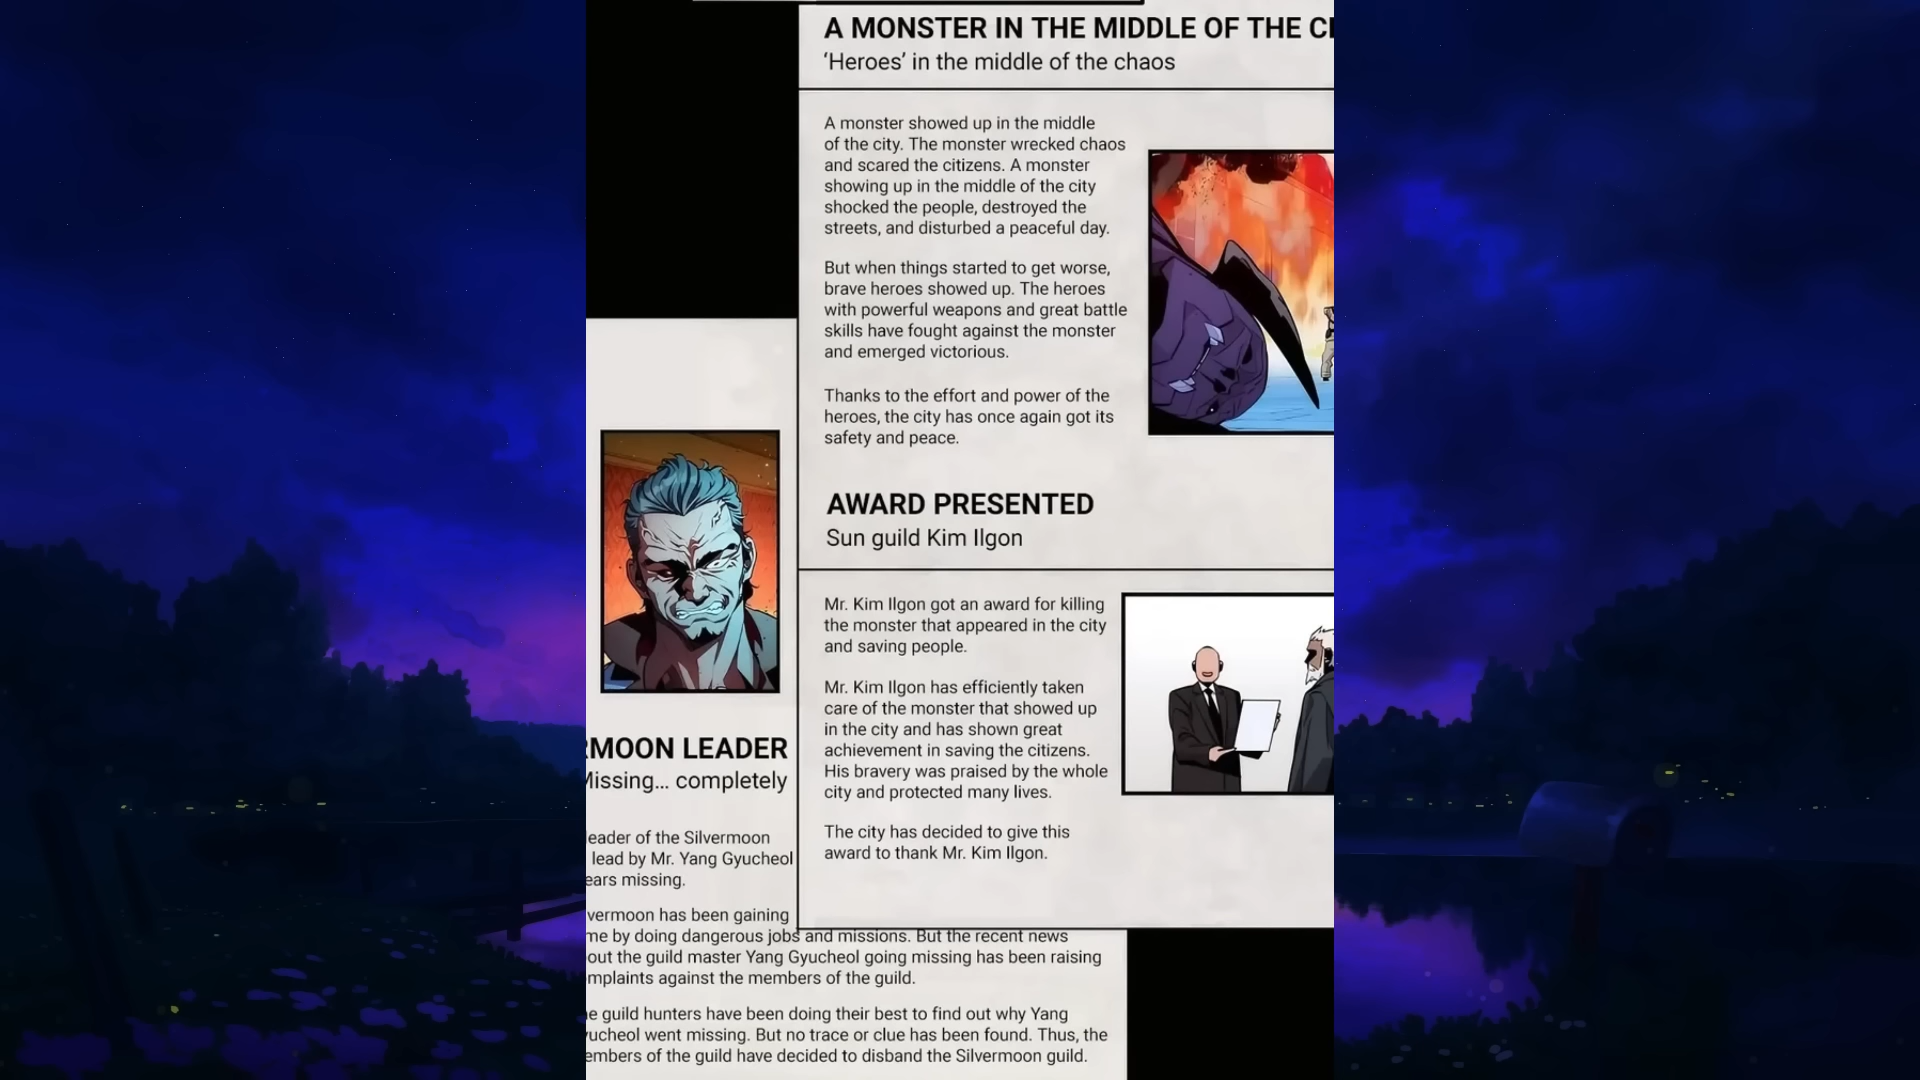 A MONSTER IN THE MIDDLE OF THE
'Heroes' in the middle of the chaos
A monster showed up in the middle
of the city. The monster wrecked chaos
and scared the citizens. A monster
showing up in the middle of the city
shocked the people, destroyed the
streets, and disturbed a peaceful day.
But when things started to get worse,
brave heroes showed up. The heroes
with powerful weapons and great battle
skills have fought against the monster
and emerged victorious.
Thanks to the effort and power of the
heroes, the city has once again got its
safety and peace.
AWARD PRESENTED
Sun guild Kim Ilgon
Mr. Kim Ilgon got an award for killing
the monster that appeared in the city
and saving people.
Mr. Kim Ilgon has efficiently taken
care of the monster that showed up
in the city and has shown great
achievement in saving the citizens.
His bravery was praised by the whole
city and protected many lives.
The city has decided to give this
award to thank Mr. Kim Ilgon.
RMOON LEADER
Missing... completely
leader of the Silvermoon
lead by Mr. Yang Gyucheol
ears missing.
vermoon has been gaining
me by doing dangerous jobs and missions. But the recent news
out the guild master Yang Gyucheol going missing has been raising
mplaints against the members of the guild.
e guild hunters have been doing their best to find out why Yang
yucheol went missing. But no trace or clue has been found. Thus, the
embers of the guild have decided to disband the Silvermoon guild.